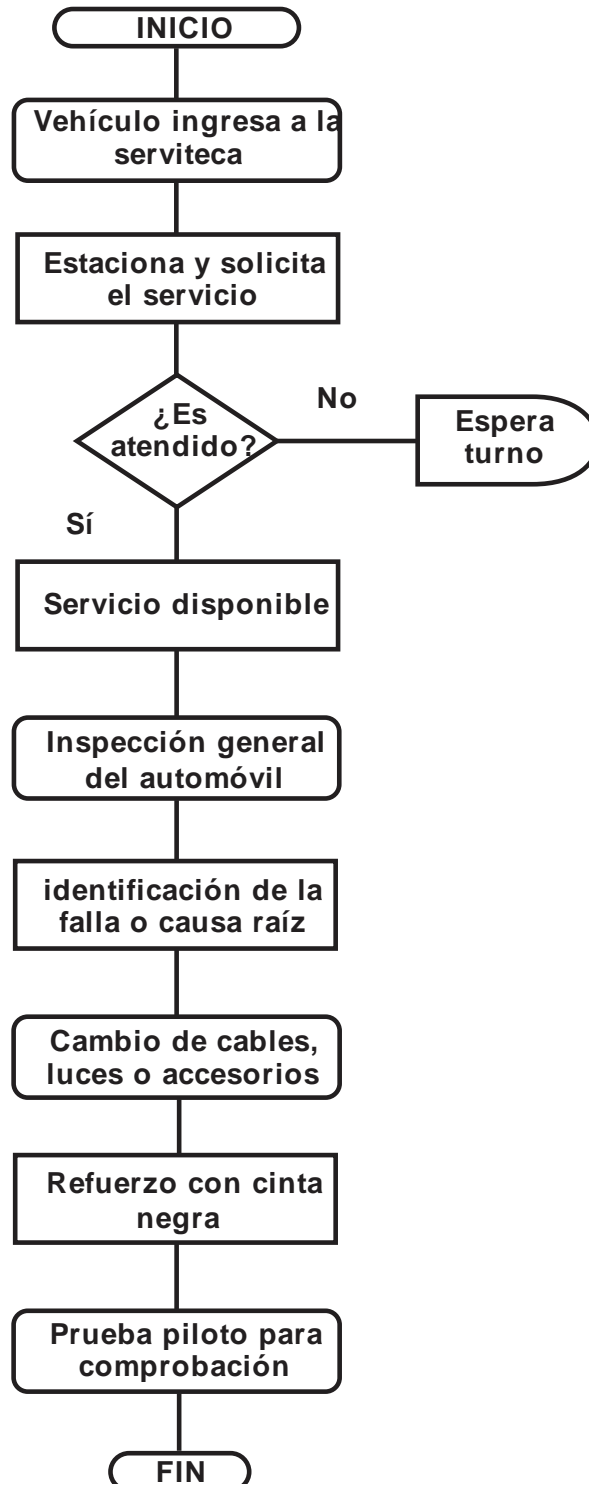 INICIO
Vehículo ingresa a la
serviteca
Estaciona y solicita
el servicio
¿Es
atendido?
No
Espera
turno
Sí
Servicio disponible
Inspección general
del automóvil
identificación de la
falla o causa raíz
Cambio de cables,
luces o accesorios
Refuerzo con cinta
negra
Prueba piloto para
comprobación
FIN